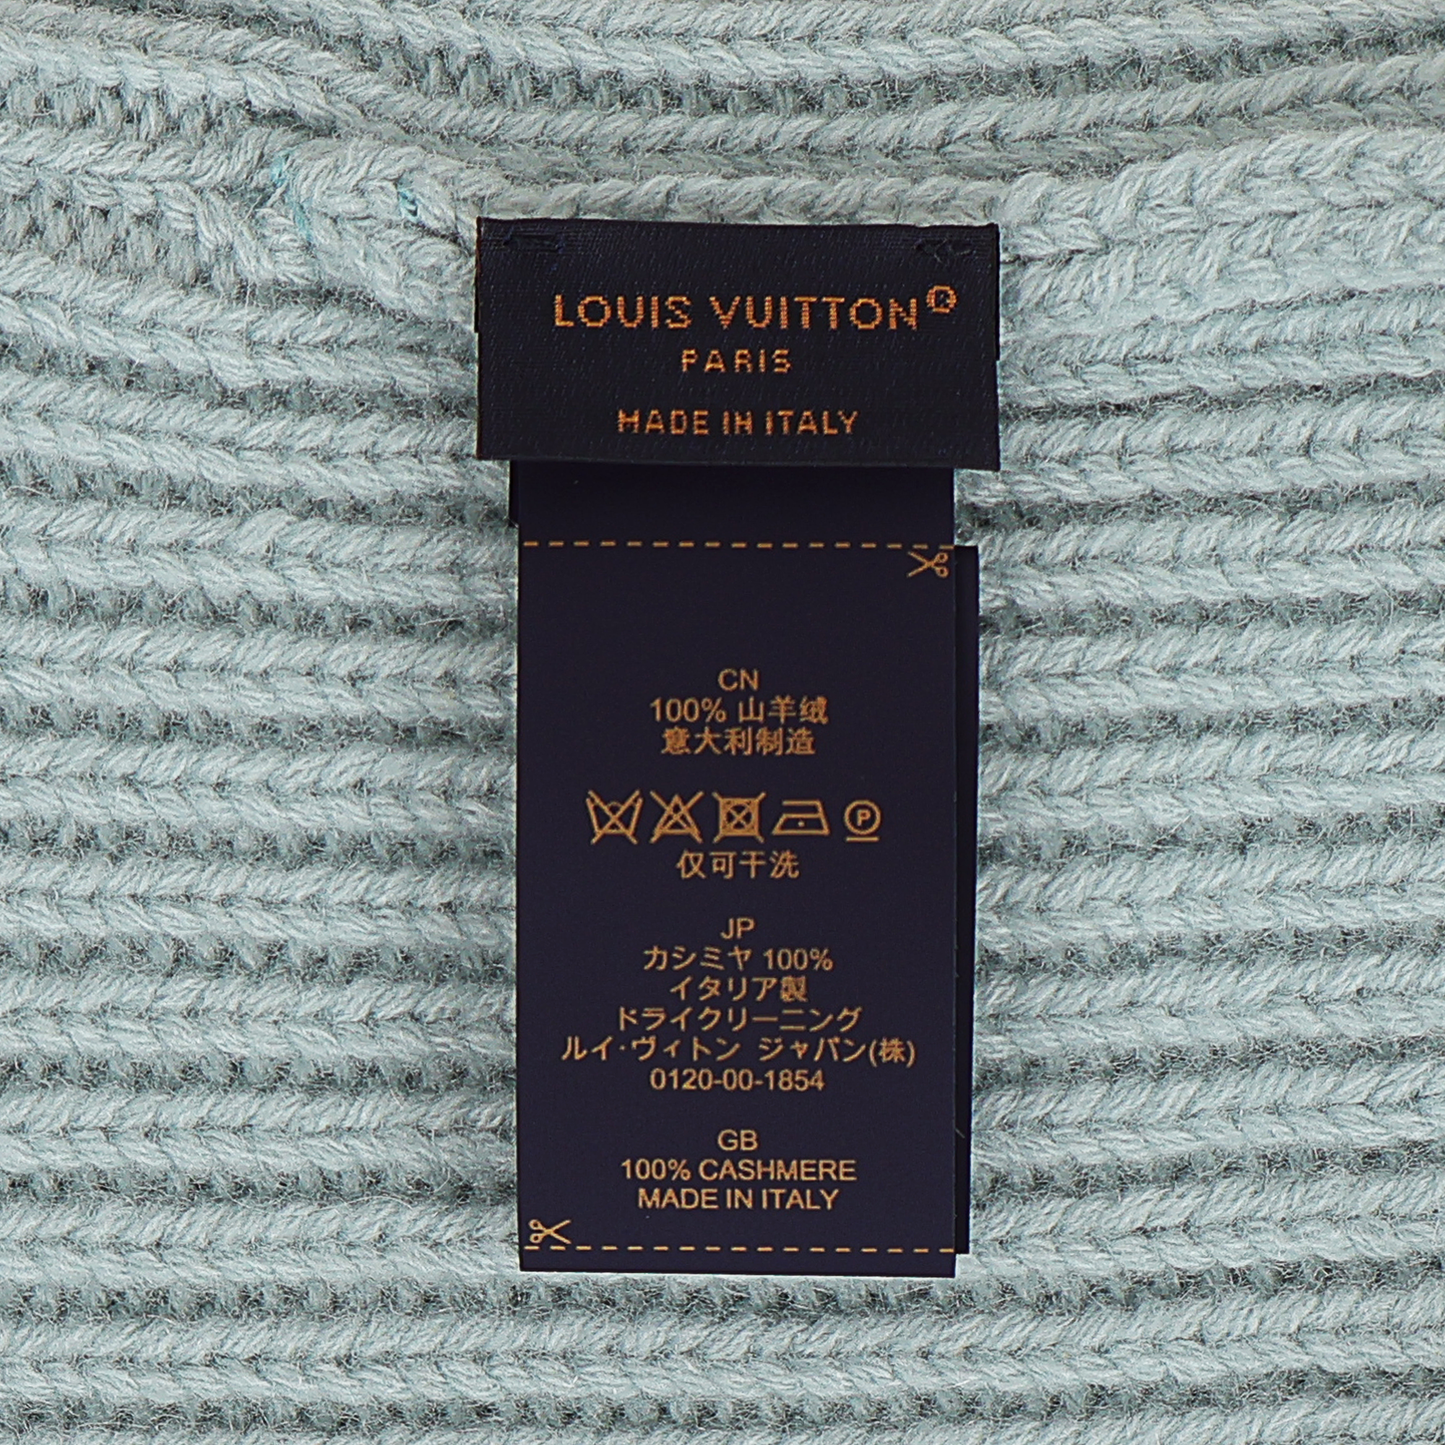 LOUIS VUITTON®
PARIS
MADE IN ITALY
CN
100% 山羊绒
意大利制造
P
仅可干洗
JP
カシミヤ 100%
イタリア製
ドライクリーニング
ルイ·ヴィトン ジャパン(株)
0120-00-1854
GB
100% CASHMERE
MADE IN ITALY